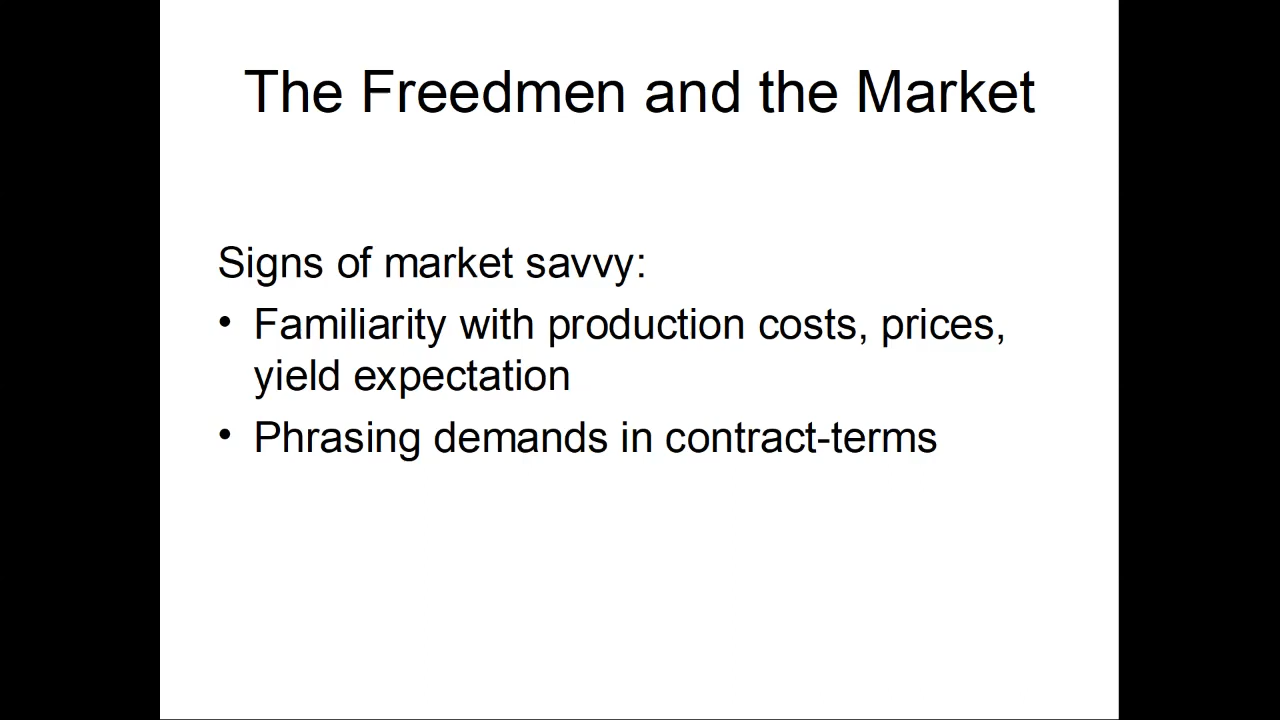 The Freedmen and the Market
Signs of market savvy:
• Familiarity with production costs, prices,
yield expectation
• Phrasing demands in contract-terms